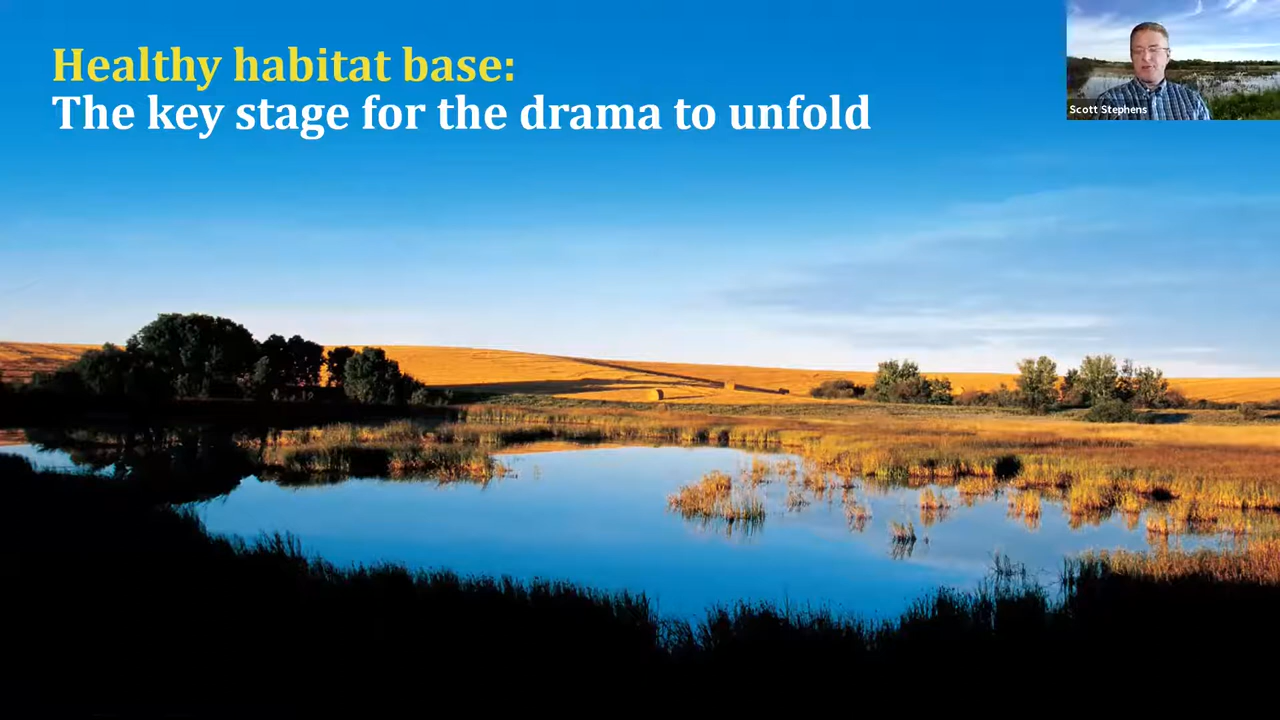 Healthy habitat base:
The key stage for the drama to unfold
Scott Stephens